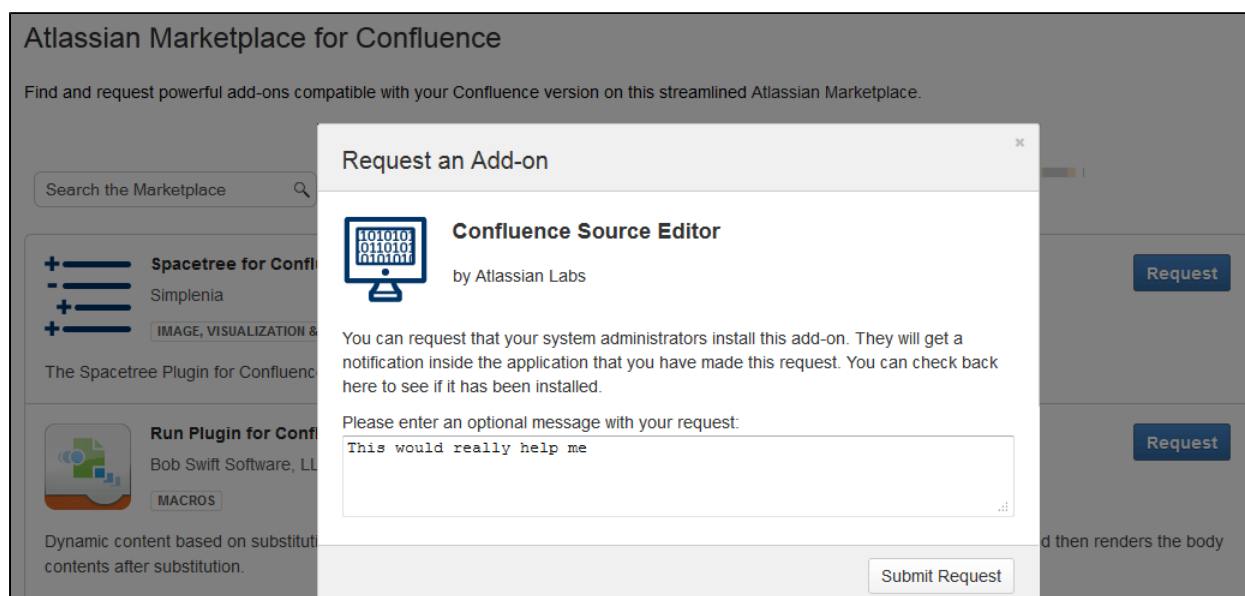 Atlassian Marketplace for Confluence
Find and request powerful add-ons compatible with your Confluence version on this streamlined Atlassian Marketplace.
Search the Marketplace
Request an Add-on
1010101
0110101
0101010
Confluence Source Editor
by Atlassian Labs
You can request that your system administrators install this add-on. They will get a
notification inside the application that you have made this request. You can check back
here to see if it has been installed.
Please enter an optional message with your request:
This would really help me
Submit Request
Spacetree for Confl
Simplenia
IMAGE, VISUALIZATION &
Request
The Spacetree Plugin for Confluenc
Run Plugin for Conf
Bob Swift Software, LL
MACROS
Request
Dynamic content based on substituti
d then renders the body
contents after substitution.